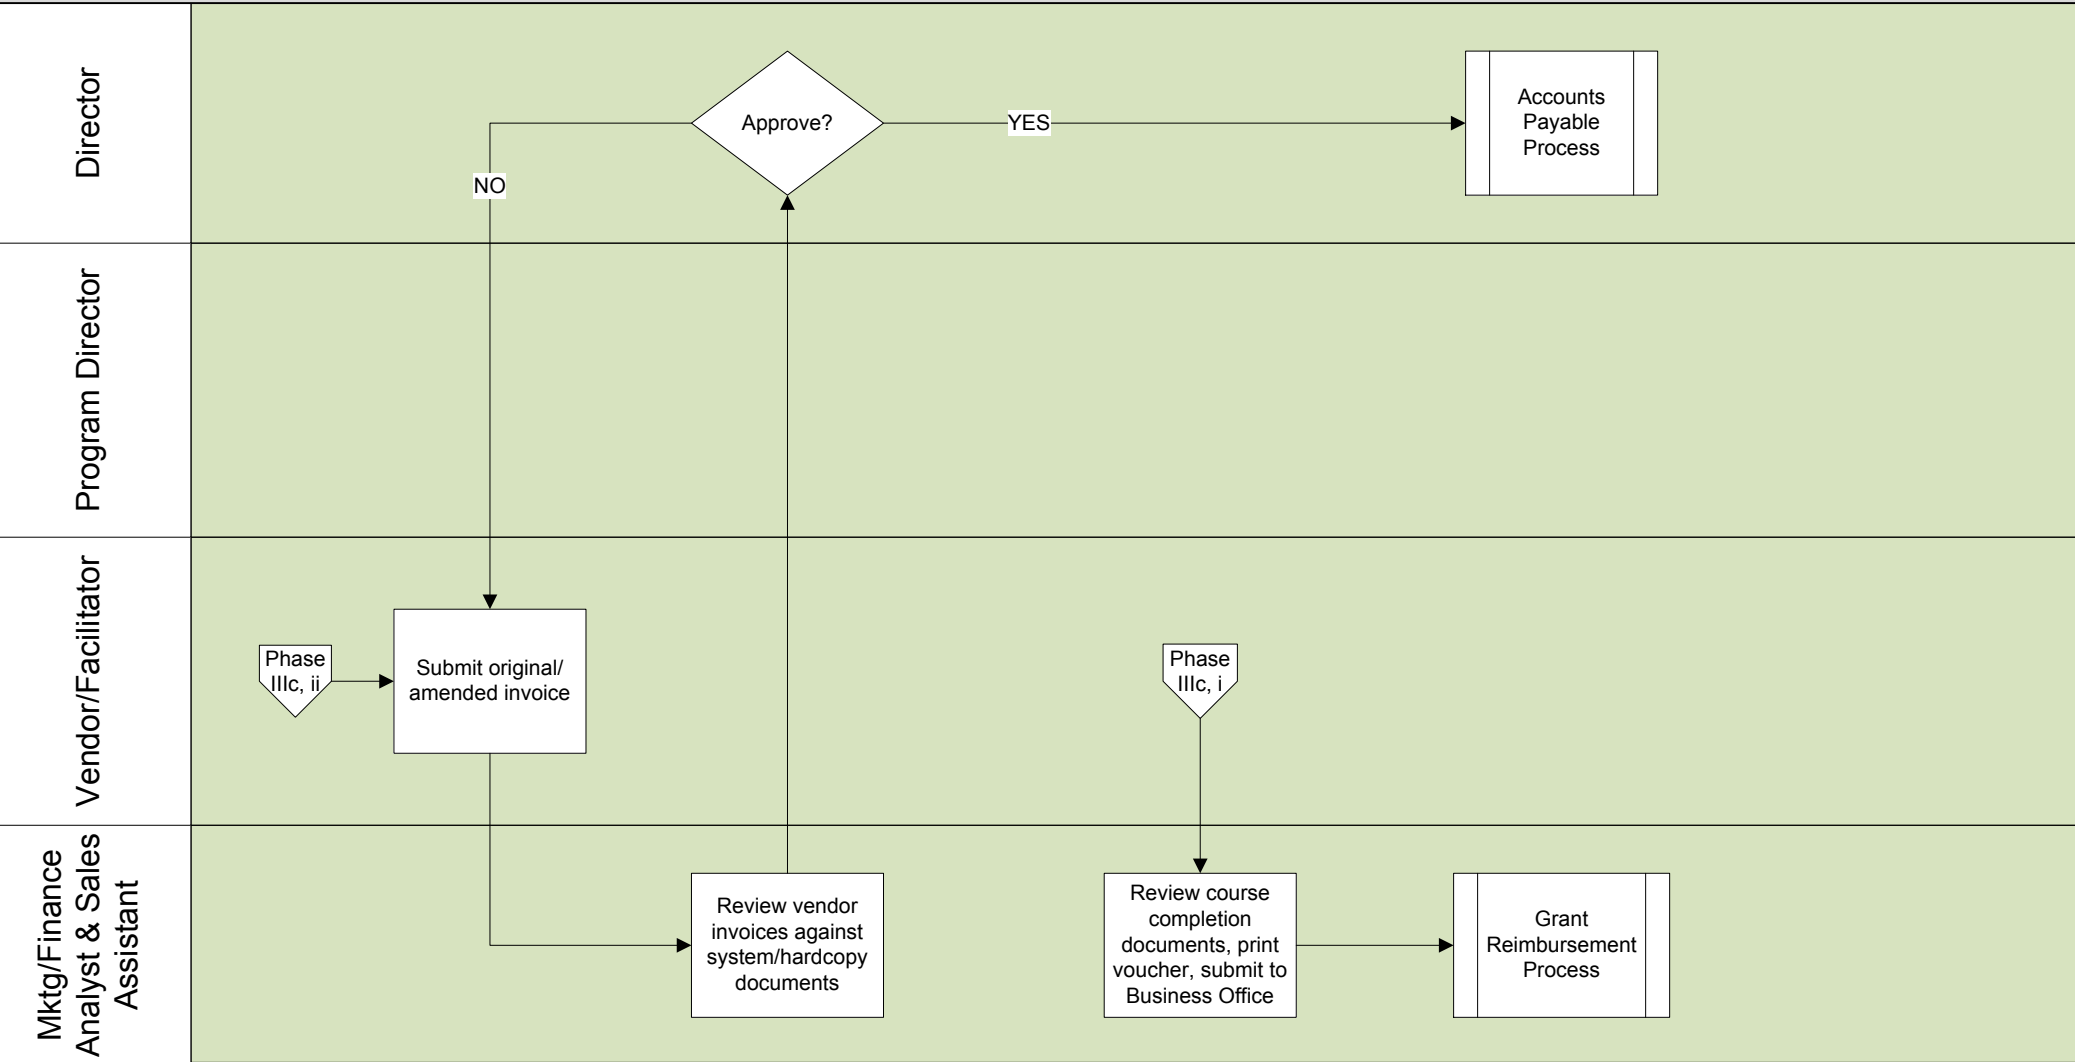 Director
Approve?
YES
Accounts
Payable
Process
NO
Program Director
Vendor/Facilitator
Phase
IIIc, ii
Submit original/
amended invoice
Phase
IIIc, i
Mktg/Finance
Analyst & Sales
Assistant
Review vendor
invoices against
system/hardcopy
documents
Review course
completion
documents, print
voucher, submit to
Business Office
Grant
Reimbursement
Process